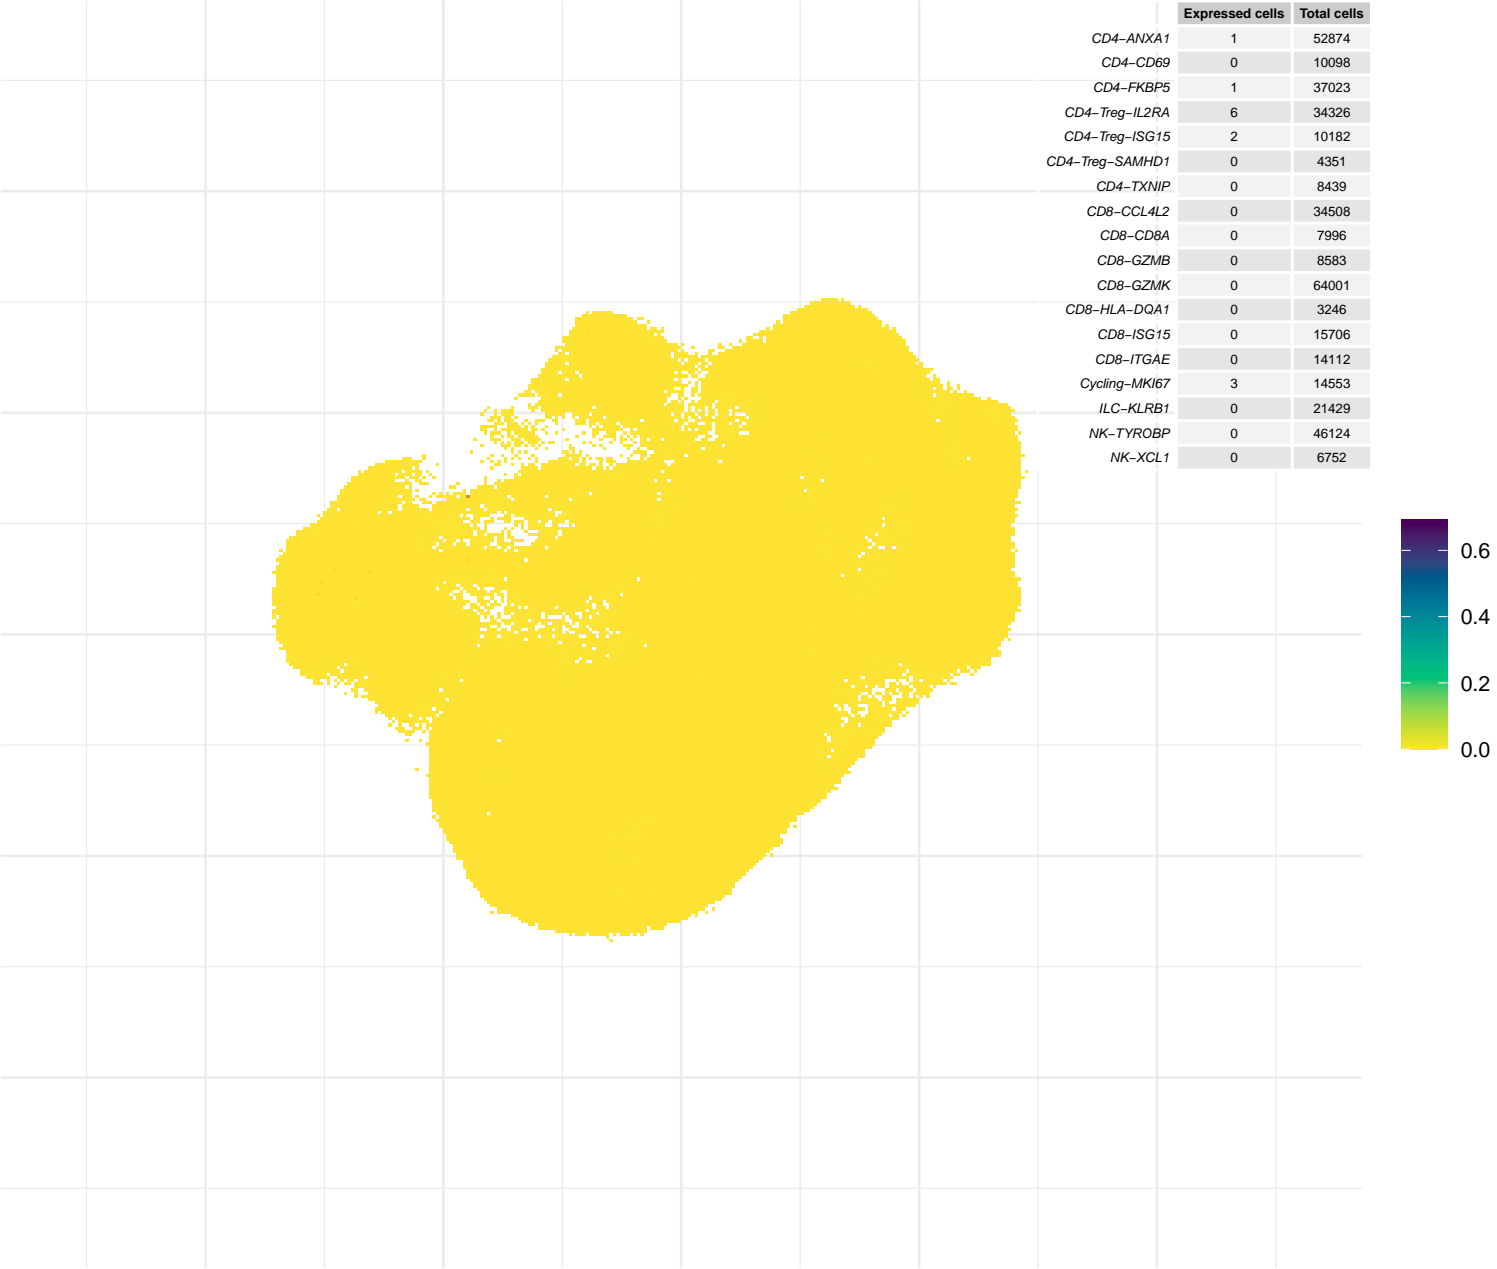 Expressed cells Total cells
CD4−ANXA1 1 52874
CD4−CD69 0 10098
CD4−FKBP5 1 37023
CD4−Treg−IL2RA 6 34326
CD4−Treg−ISG15 2 10182
CD4−Treg−SAMHD1 0 4351
CD4−TXNIP 0 8439
CD8−CCL4L2 0 34508
CD8−CD8A 0 7996
CD8−GZMB 0 8583
CD8−GZMK 0 64001
CD8−HLA−DQA1 0 3246
CD8−ISG15 0 15706
CD8−ITGAE 0 14112
Cycling−MKI67 3 14553
ILC−KLRB1 0 21429
NK−TYROBP 0 46124
NK−XCL1 0 6752
0.6
0.4
0.2
0.0